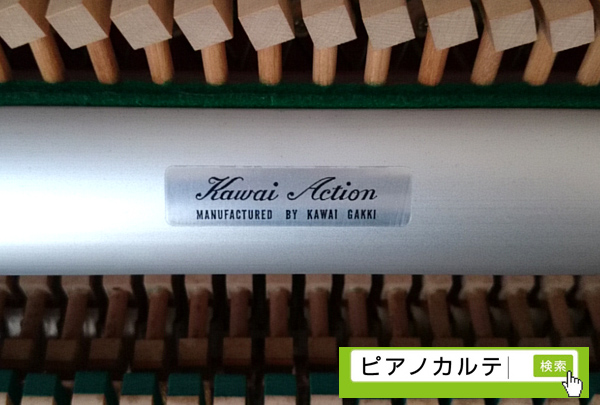 Kawai Action
MANUFACTURED BY KAWAI GAKKI
ピアノカルテ 検索